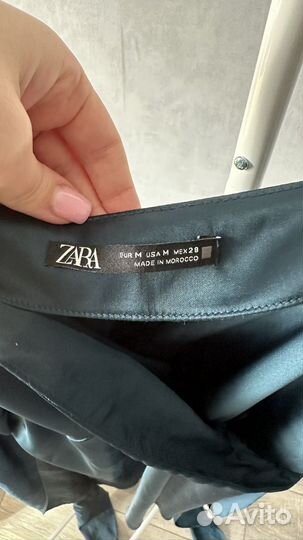 ZARA
EUR M USA M MEX 28
MADE IN MOROCCO
Avito